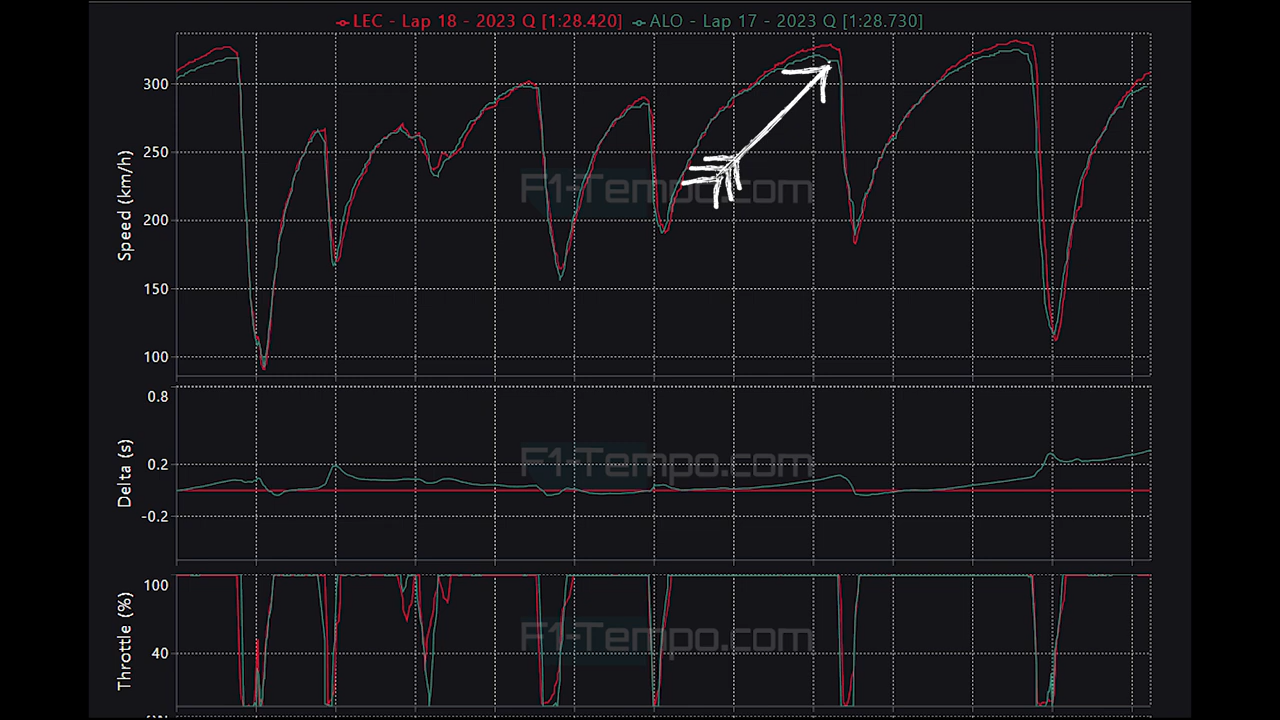 LEC - Lap 18 - 2023 Q [1:28.420] ALO - Lap 17 - 2023 Q [1:28.730]
300
250
200
150
100
Speed (km/h)
F1-Tempo.com
0.8
0.2
-0.2
Delta (s)
F1-Tempo.com
100
40
Throttle (%)
F1-Tempo.com